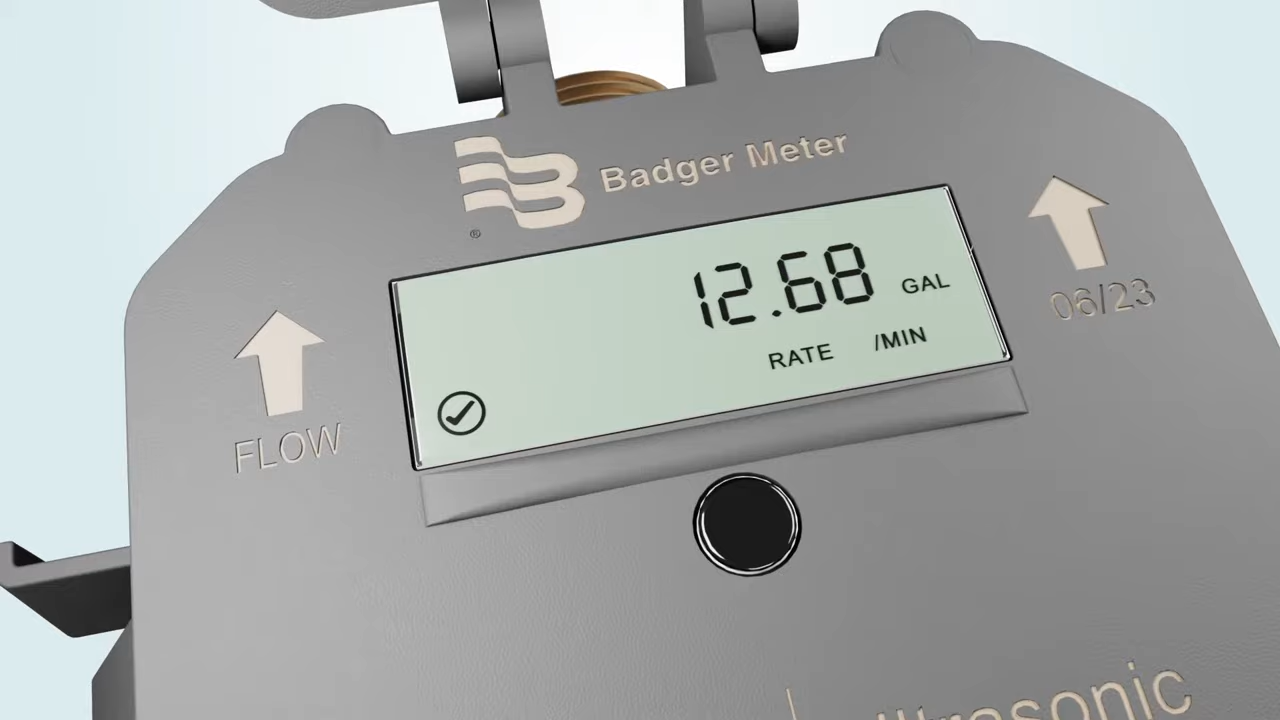 Badger Meter
®
12.68 GAL
RATE /MIN
FLOW
06/23